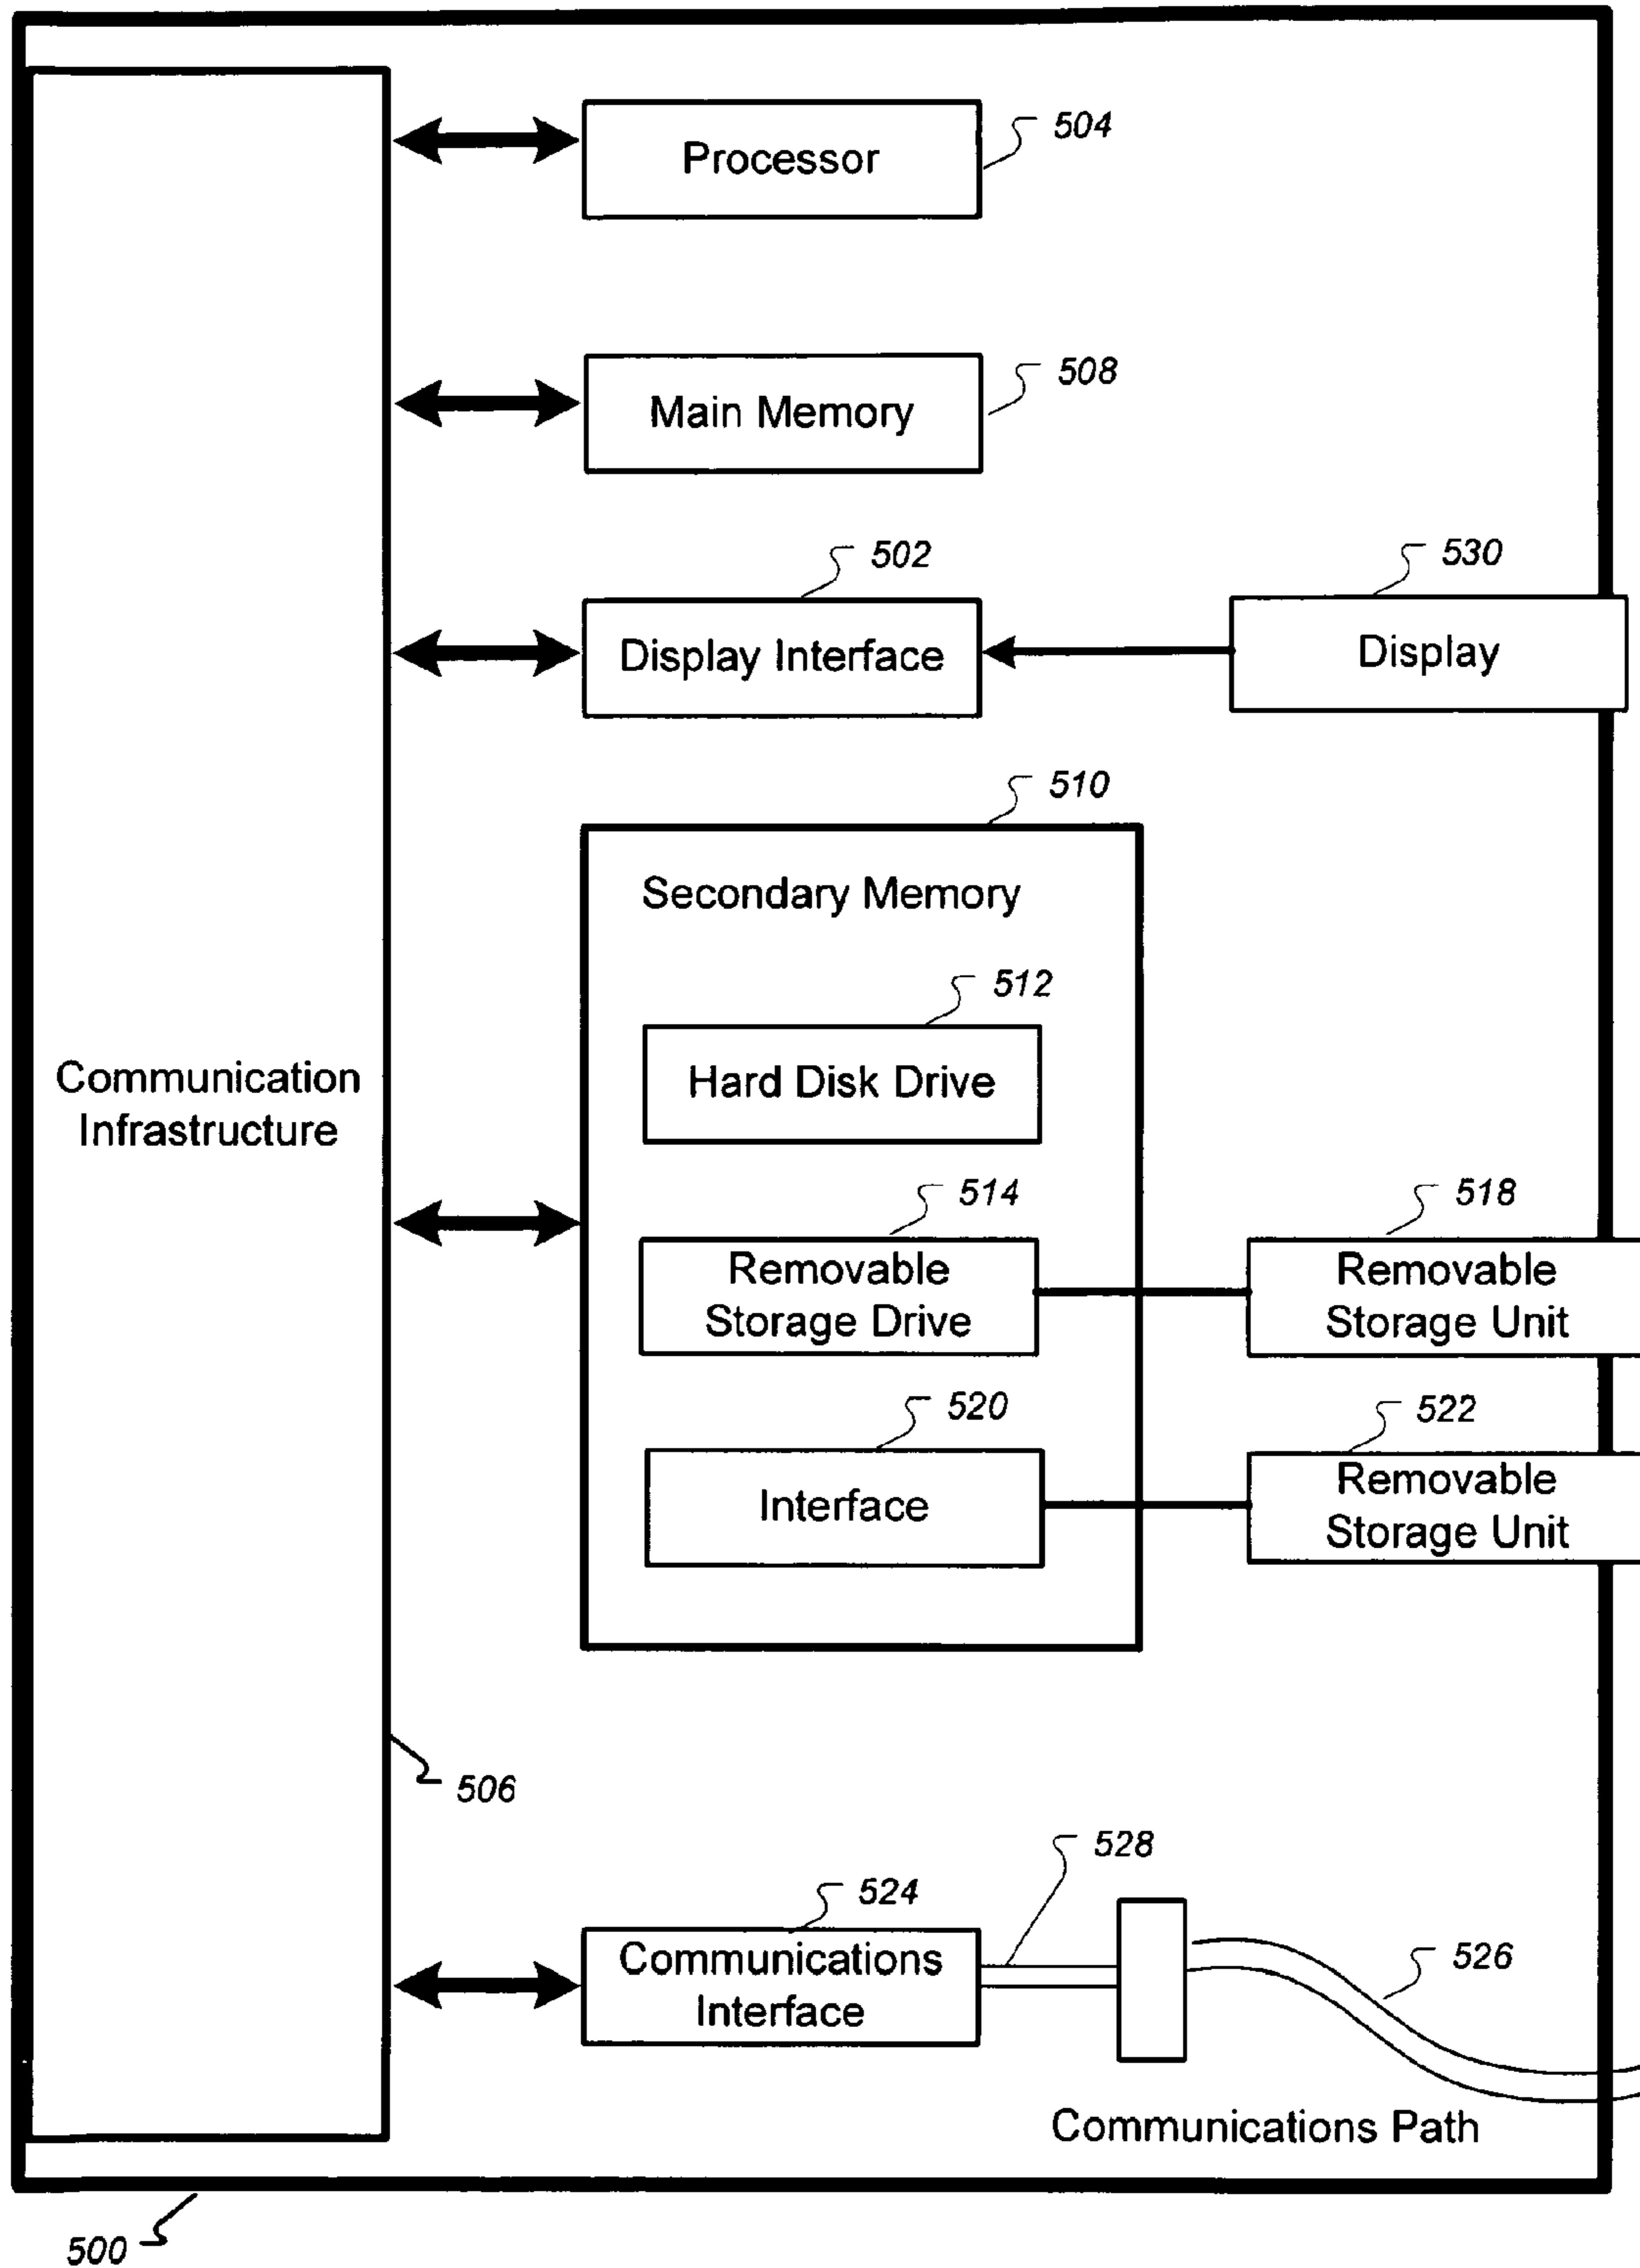 504
Processor
508
Main Memory
502
530
Display Interface
Display
510
Secondary Memory
512
Hard Disk Drive
Communication
Infrastructure
514
518
Removable
Storage Drive
Removable
Storage Unit
520
522
Interface
Removable
Storage Unit
506
528
524
Communications
Interface
526
Communications Path
500